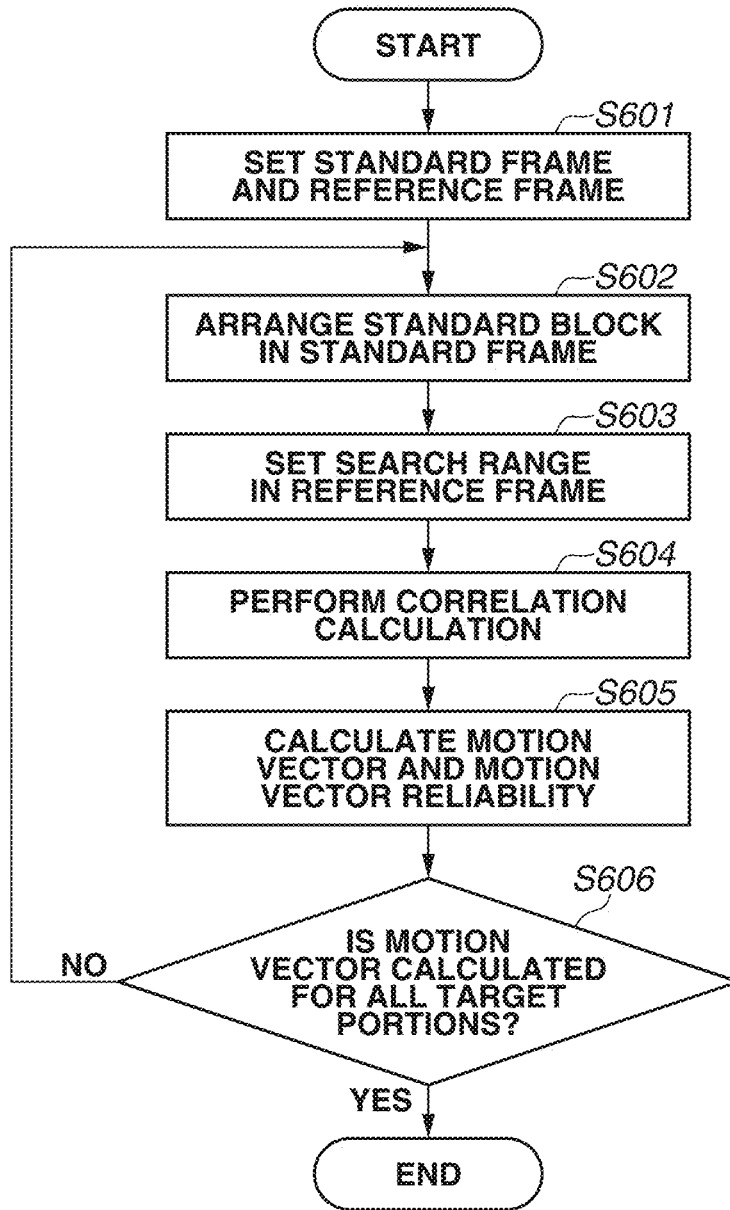 START
S601
SET STANDARD FRAME
AND REFERENCE FRAME
S602
ARRANGE STANDARD BLOCK
IN STANDARD FRAME
S603
SET SEARCH RANGE
IN REFERENCE FRAME
S604
PERFORM CORRELATION
CALCULATION
S605
CALCULATE MOTION
VECTOR AND MOTION
VECTOR RELIABILITY
S606
IS MOTION
VECTOR CALCULATED
FOR ALL TARGET
PORTIONS?
NO
YES
END